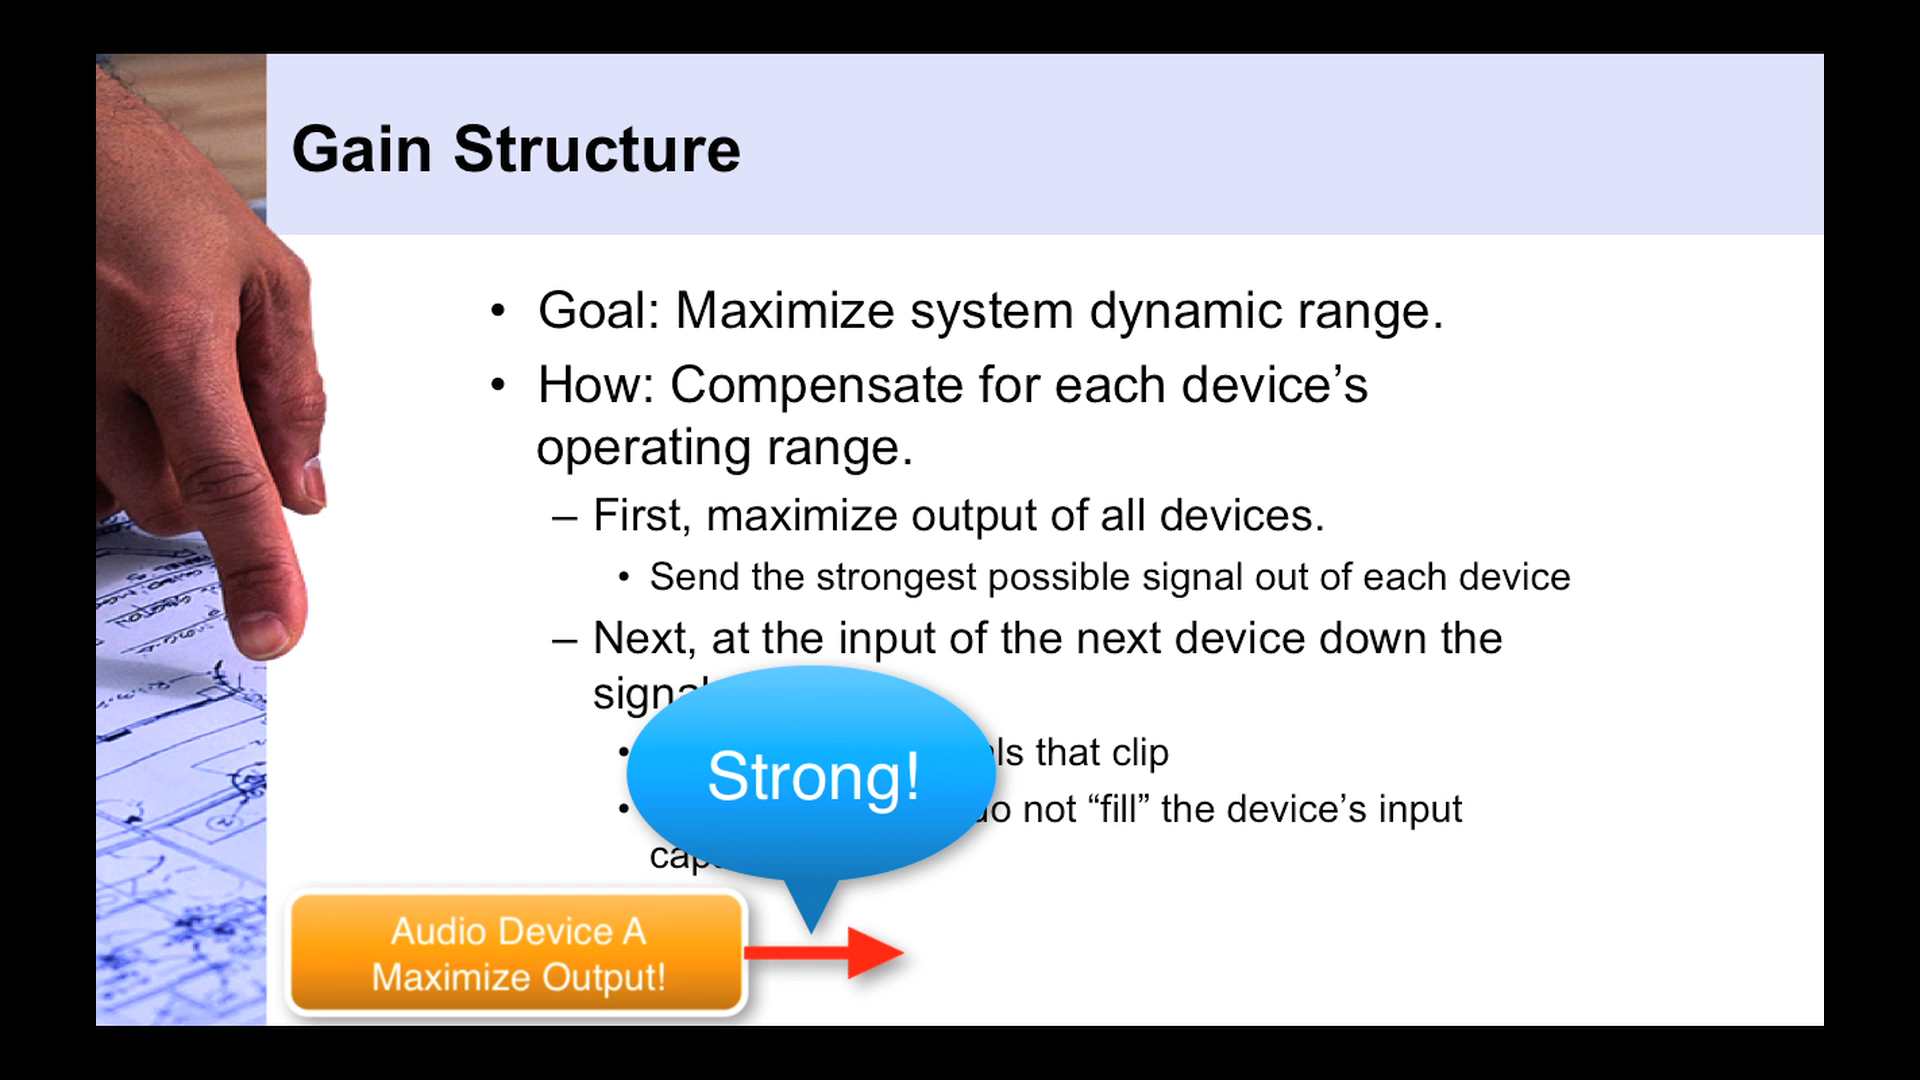 Gain Structure
• Goal: Maximize system dynamic range.
• How: Compensate for each device’s
operating range.
– First, maximize output of all devices.
• Send the strongest possible signal out of each device
– Next, at the input of the next device down the
signal
• that clip
• not “fill” the device’s input
Strong!
Audio Device A
Maximize Output!